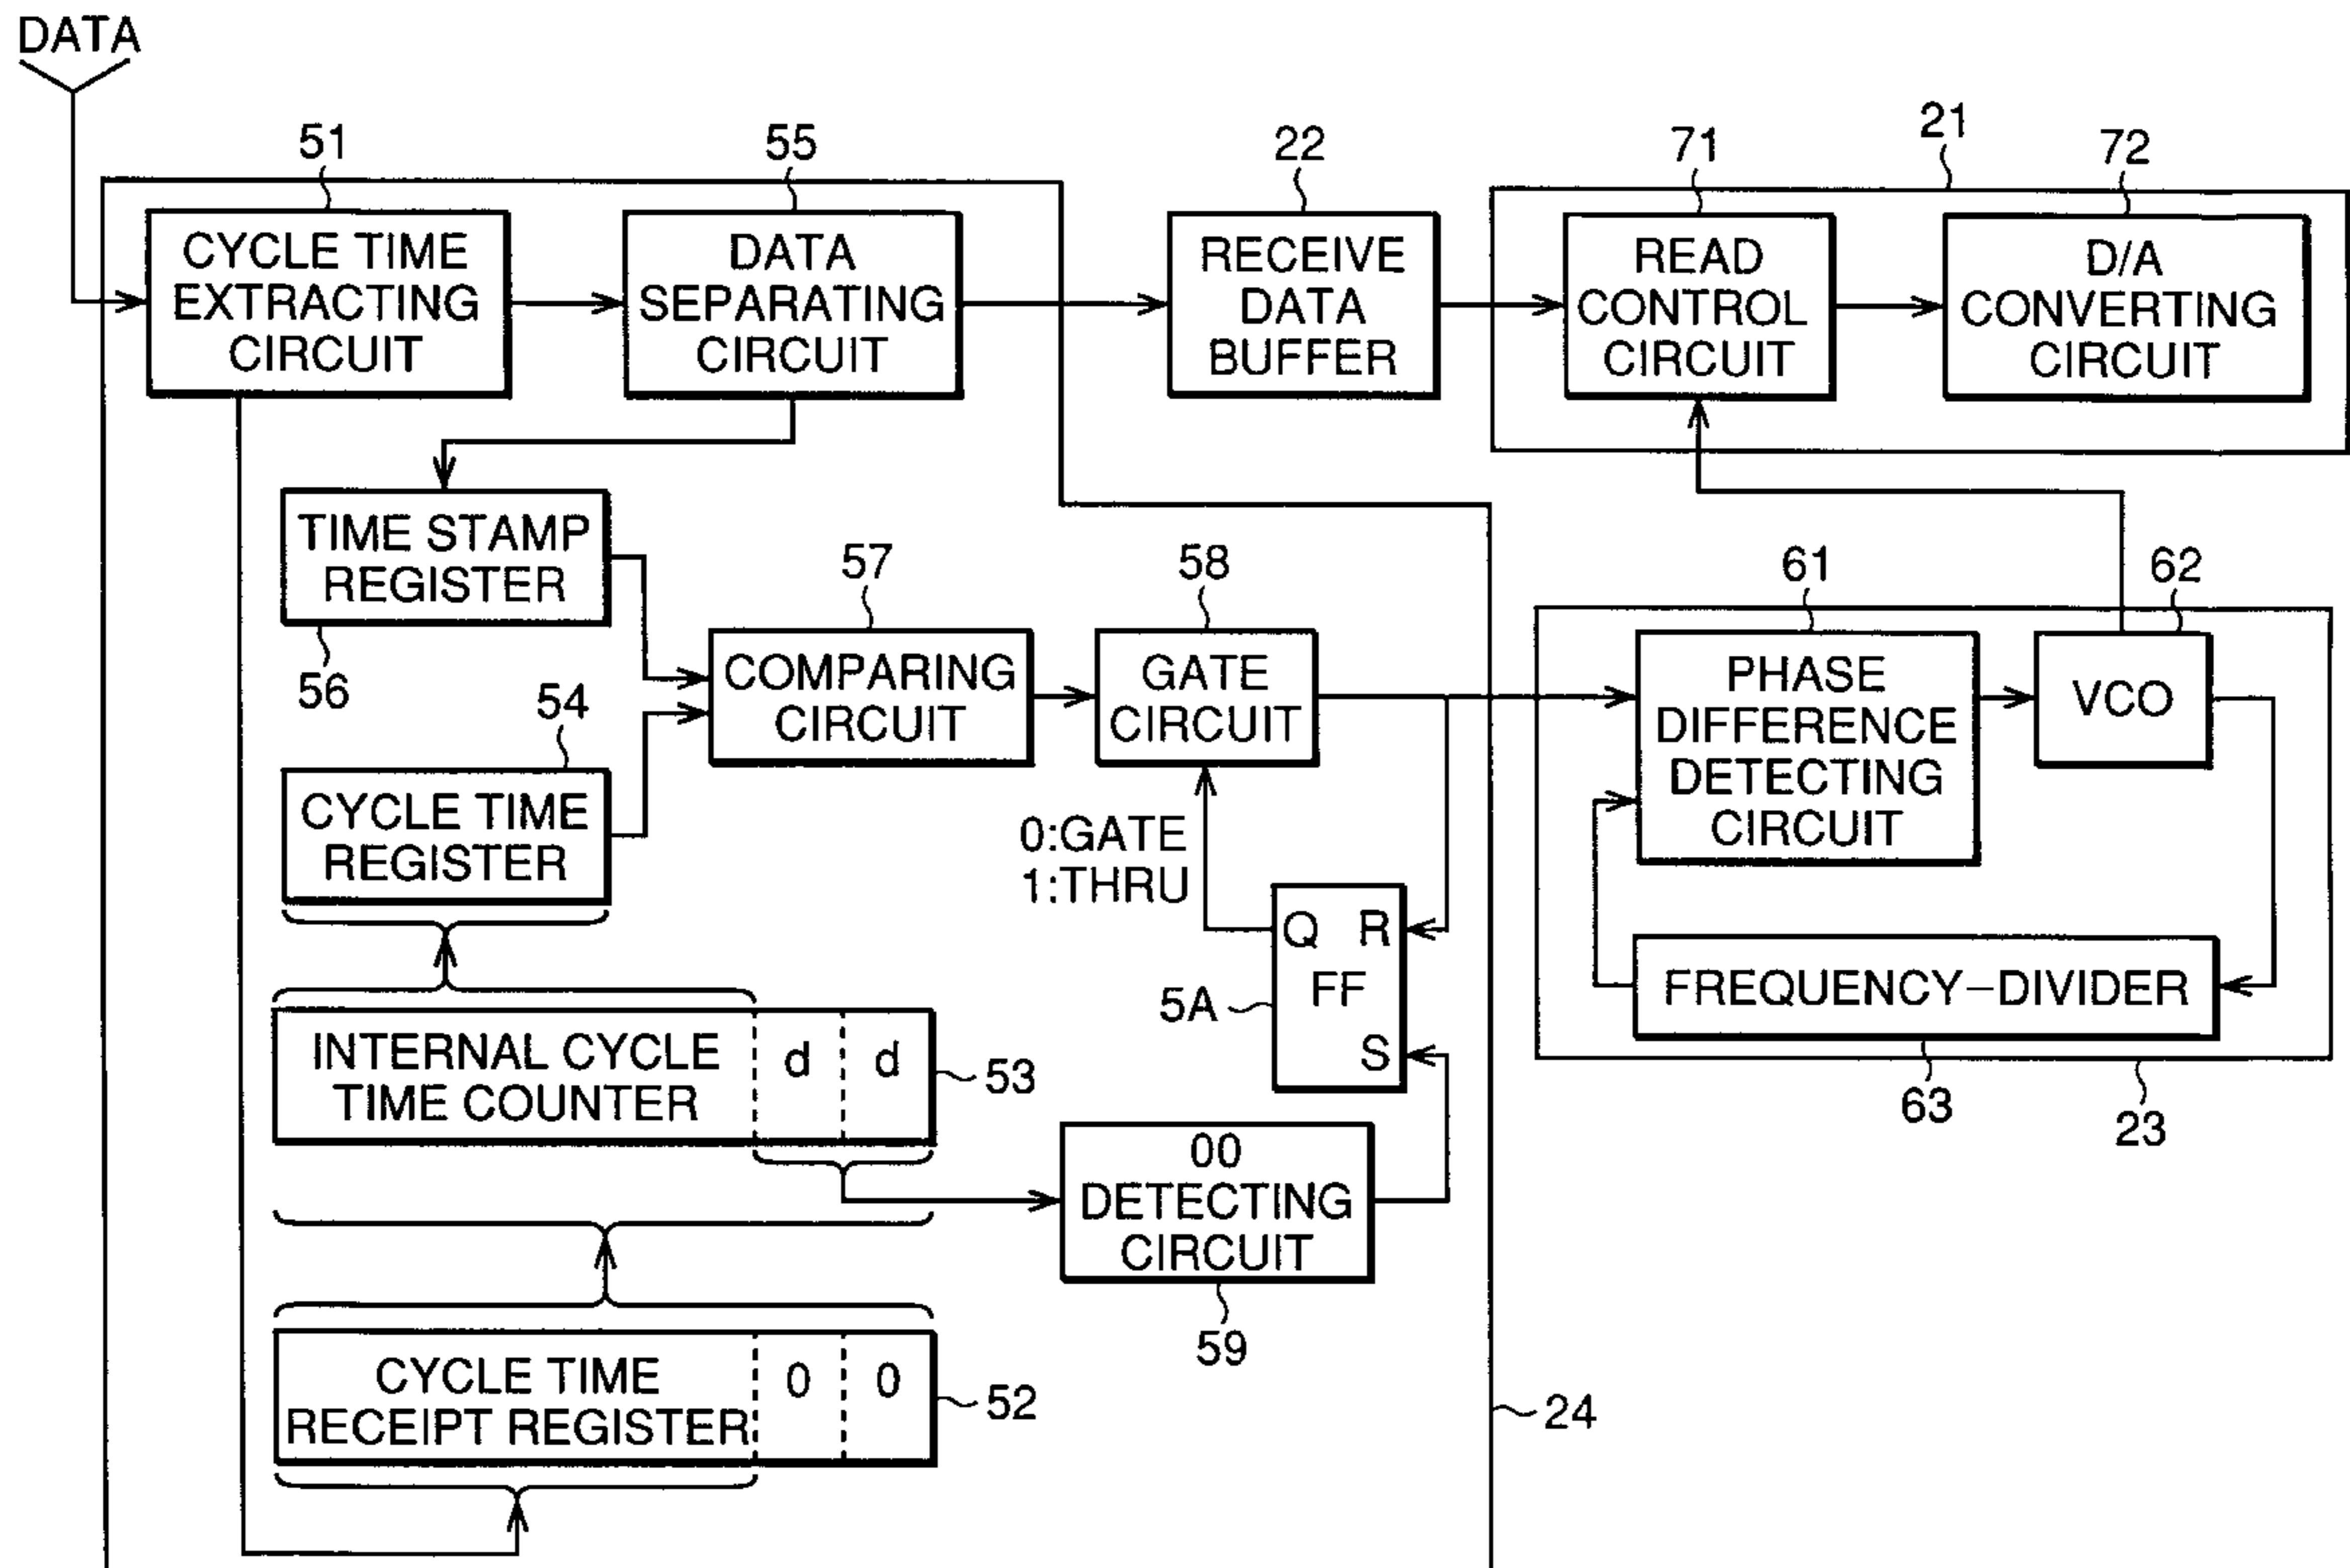 DATA
51
55
22
71
21
72
CYCLE TIME
EXTRACTING
CIRCUIT
DATA
SEPARATING
CIRCUIT
RECEIVE
DATA
BUFFER
READ
CONTROL
CIRCUIT
D/A
CONVERTING
CIRCUIT
TIME STAMP
REGISTER
56
57
58
61
62
54
COMPARING
CIRCUIT
GATE
CIRCUIT
PHASE
DIFFERENCE
DETECTING
CIRCUIT
VCO
CYCLE TIME
REGISTER
0:GATE
1:THRU
Q R
FF
S
5A
FREQUENCY-DIVIDER
63
23
INTERNAL CYCLE
TIME COUNTER
d d
53
00
DETECTING
CIRCUIT
59
CYCLE TIME
RECEIPT REGISTER
0 0
52
24